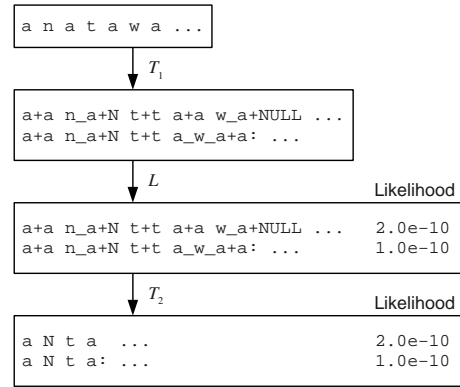 a n a t a w a ...
T1
a+a n_a+N t+t a+a w_a+NULL ...
a+a n_a+N t+t a_w_a+a: ...
L
Likelihood
a+a n_a+N t+t a+a w_a+NULL ... 2.0e-10
a+a n_a+N t+t a_w_a+a: ... 1.0e-10
T2
Likelihood
a N t a ... 2.0e-10
a N t a: ... 1.0e-10